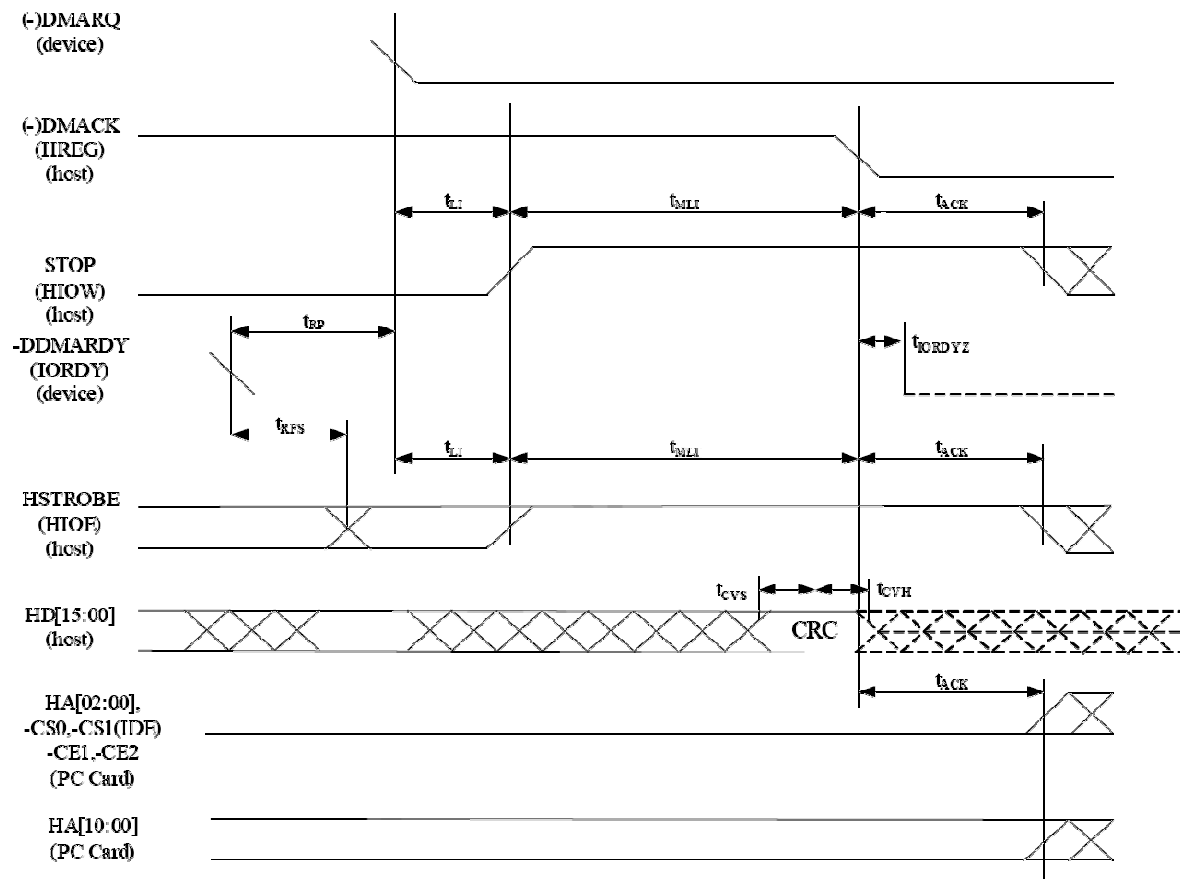 (-)DMARQ
(device)
(-)DMACK
(HREG)
(host)
tLI
tMLI
tACK
STOP
(HIOW)
(host)
tRP
-DDMARDY
(IORDY)
(device)
tIORDYZ
tRFS
tLI
tMLI
tACK
HSTROBE
(HIOE)
(host)
tCVS
tCVH
HD[15:00]
(host)
CRC
tACK
HA[02:00],
-CS0,-CS1(IDE)
-CE1,-CE2
(PC Card)
HA[10:00]
(PC Card)